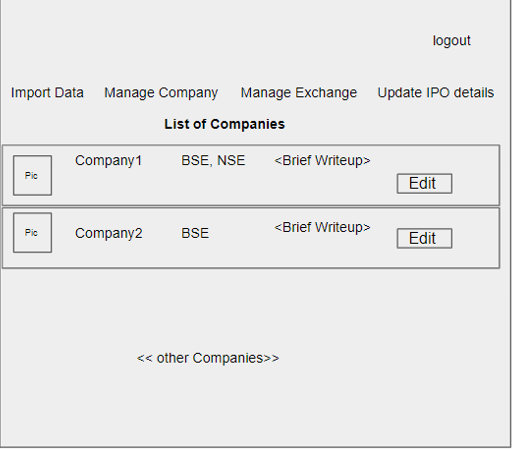 logout
Import Data Manage Company Manage Exchange Update IPO details
List of Companies
Pic Company1 BSE, NSE <Brief Writeup> Edit
Pic Company2 BSE <Brief Writeup> Edit
<< other Companies>>